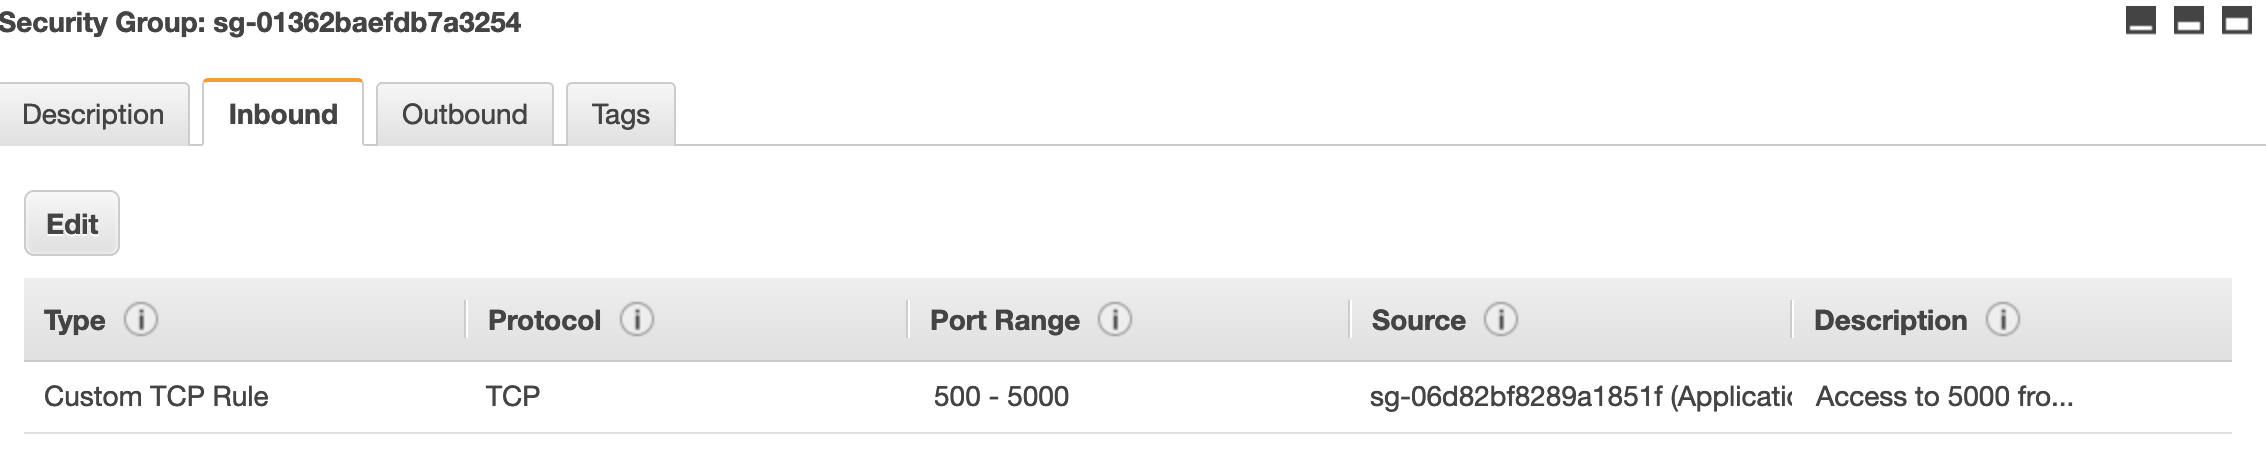 Security Group: sg-01362baefdb7a3254
Description Inbound Outbound Tags
Edit
Type Protocol Port Range Source Description
Custom TCP Rule TCP 500 - 5000 sg-06d82bf8289a1851f (Applicatio Access to 5000 fro...